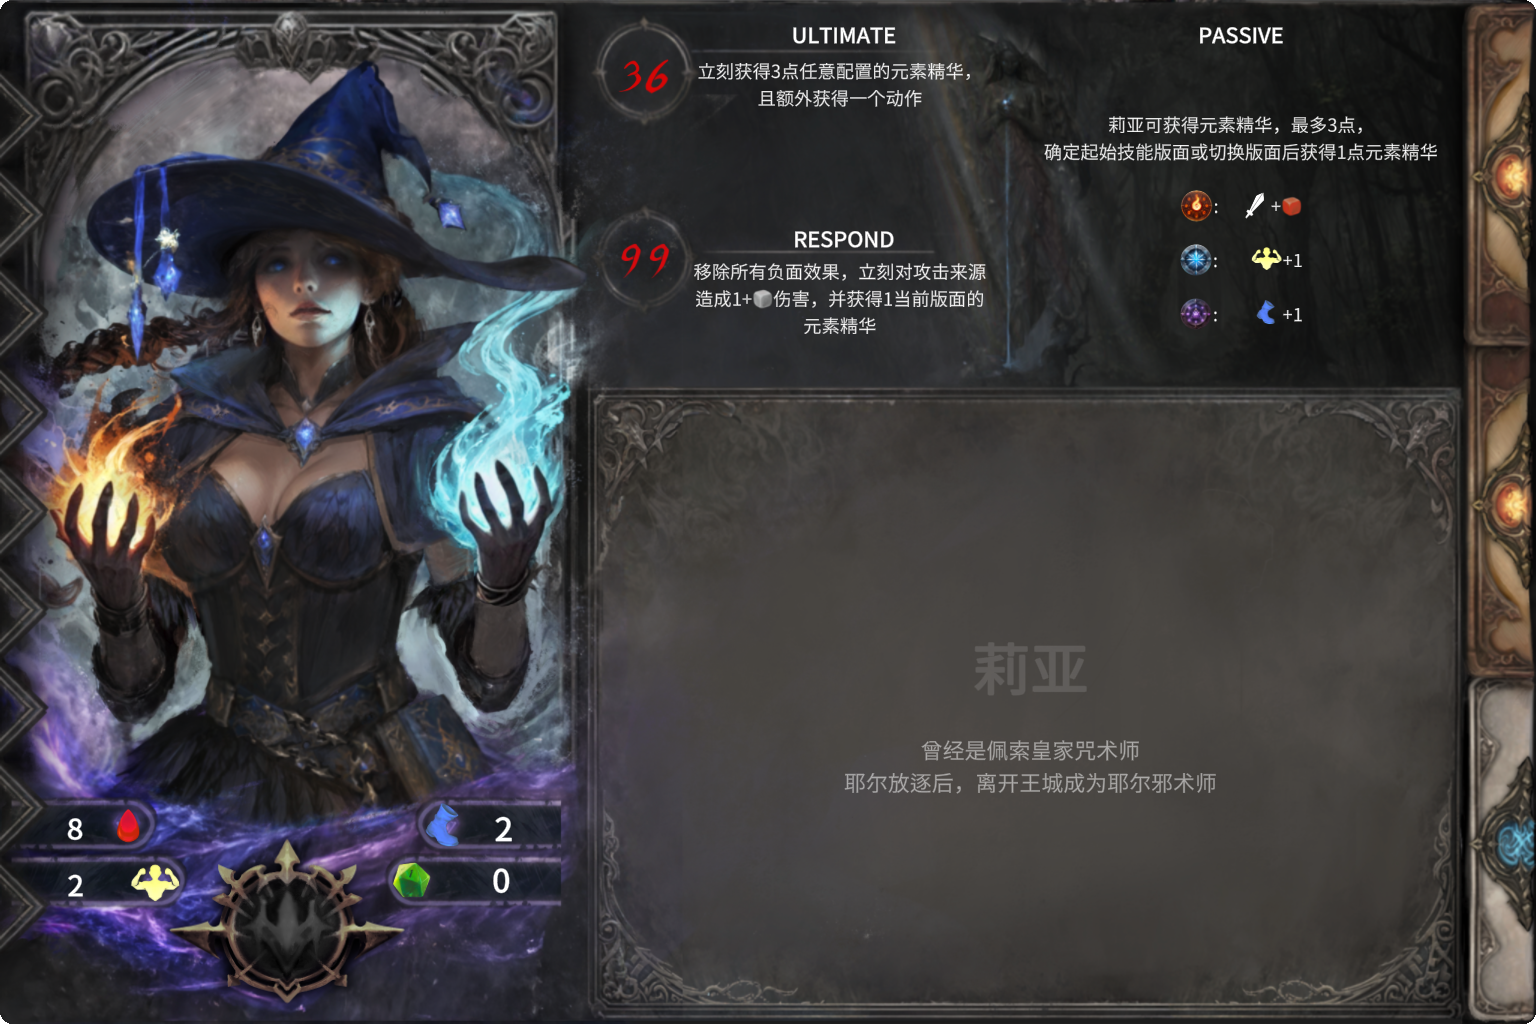 ULTIMATE
36
立刻获得3点任意配置的元素精华，
且额外获得一个动作
RESPOND
99
移除所有负面效果，立刻对攻击来源
造成1+伤害，并获得1当前版面的
元素精华
PASSIVE
莉亚可获得元素精华，最多3点，
确定起始技能版面或切换版面后获得1点元素精华
: +
: +1
: +1
莉亚
曾经是佩索皇家咒术师
耶尔放逐后，离开王城成为耶尔邪术师
8
2
2
0